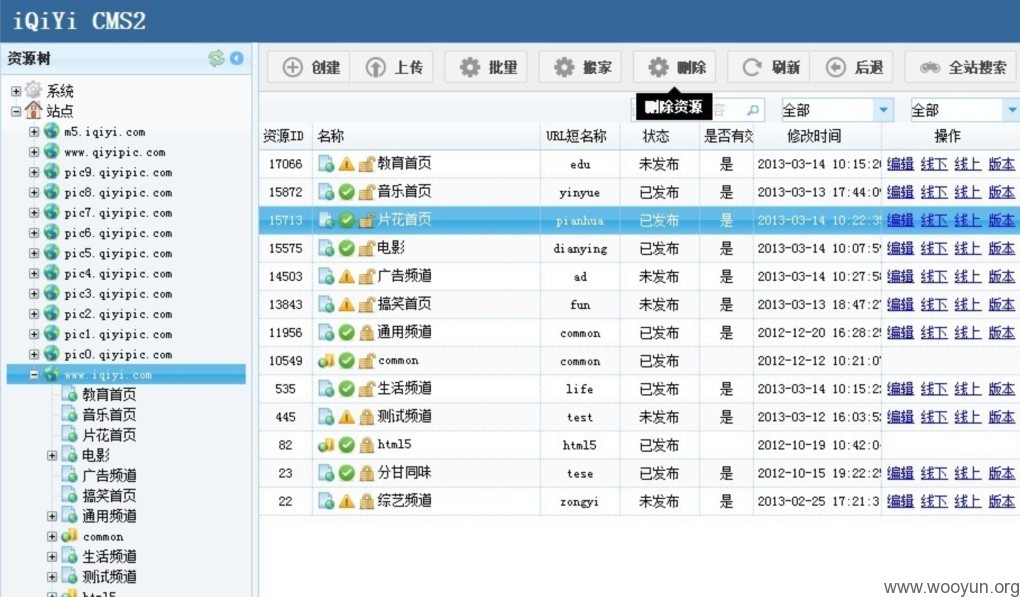 iQiYi CMS2
资源树
创建 上传 批量 搬家 删除 刷新 后退 全站搜索
删除资源 容 全部 全部
系统
站点
m5.iqiyi.com
www.qiyipic.com
pic9.qiyipic.com
pic8.qiyipic.com
pic7.qiyipic.com
pic6.qiyipic.com
pic5.qiyipic.com
pic4.qiyipic.com
pic3.qiyipic.com
pic2.qiyipic.com
pic1.qiyipic.com
pic0.qiyipic.com
www.iqiyi.com
教育首页
音乐首页
片花首页
电影
广告频道
搞笑首页
通用频道
common
生活频道
测试频道
html5
资源ID 名称 URL短名称 状态 是否有效 修改时间 操作
17066 教育首页 edu 未发布 是 2013-03-14 10:15:20 编辑 线下 线上 版本
15872 音乐首页 yinyue 已发布 是 2013-03-13 17:44:0 编辑 线下 线上 版本
15713 片花首页 pianhua 已发布 是 2013-03-14 10:22:3 编辑 线下 线上 版本
15575 电影 dianying 已发布 是 2013-03-14 10:07:5 编辑 线下 线上 版本
14503 广告频道 ad 未发布 是 2013-03-14 10:27:5 编辑 线下 线上 版本
13843 搞笑首页 fun 未发布 是 2013-03-13 18:47:2 编辑 线下 线上 版本
11956 通用频道 common 已发布 是 2012-12-20 16:28:2 编辑 线下 线上 版本
10549 common common 已发布 2012-12-12 10:21:0
535 生活频道 life 已发布 是 2013-03-14 10:15:2 编辑 线下 线上 版本
445 测试频道 test 未发布 是 2013-03-12 16:03:5 编辑 线下 线上 版本
82 html5 html5 已发布 2012-10-19 10:42:0
23 分甘同味 tese 已发布 是 2012-10-15 19:22:2 编辑 线下 线上 版本
22 综艺频道 zongyi 未发布 是 2013-02-25 17:21:3 编辑 线下 线上 版本
www.wooyun.org